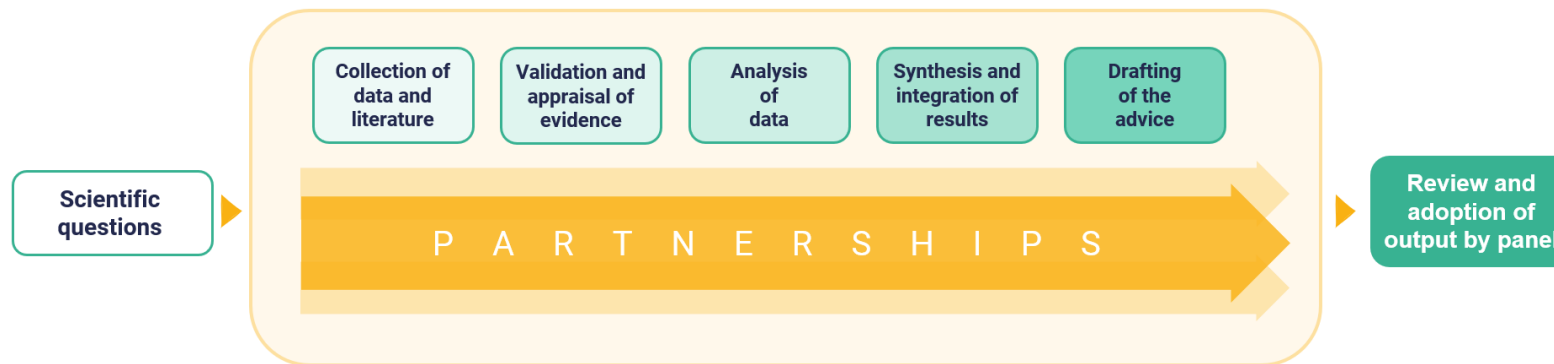 Scientific
questions
Collection of
data and
literature
Validation and
appraisal of
evidence
Analysis
of
data
Synthesis and
integration of
results
Drafting
of the
advice
PARTNERSHIPS
Review and
adoption of
output by panel